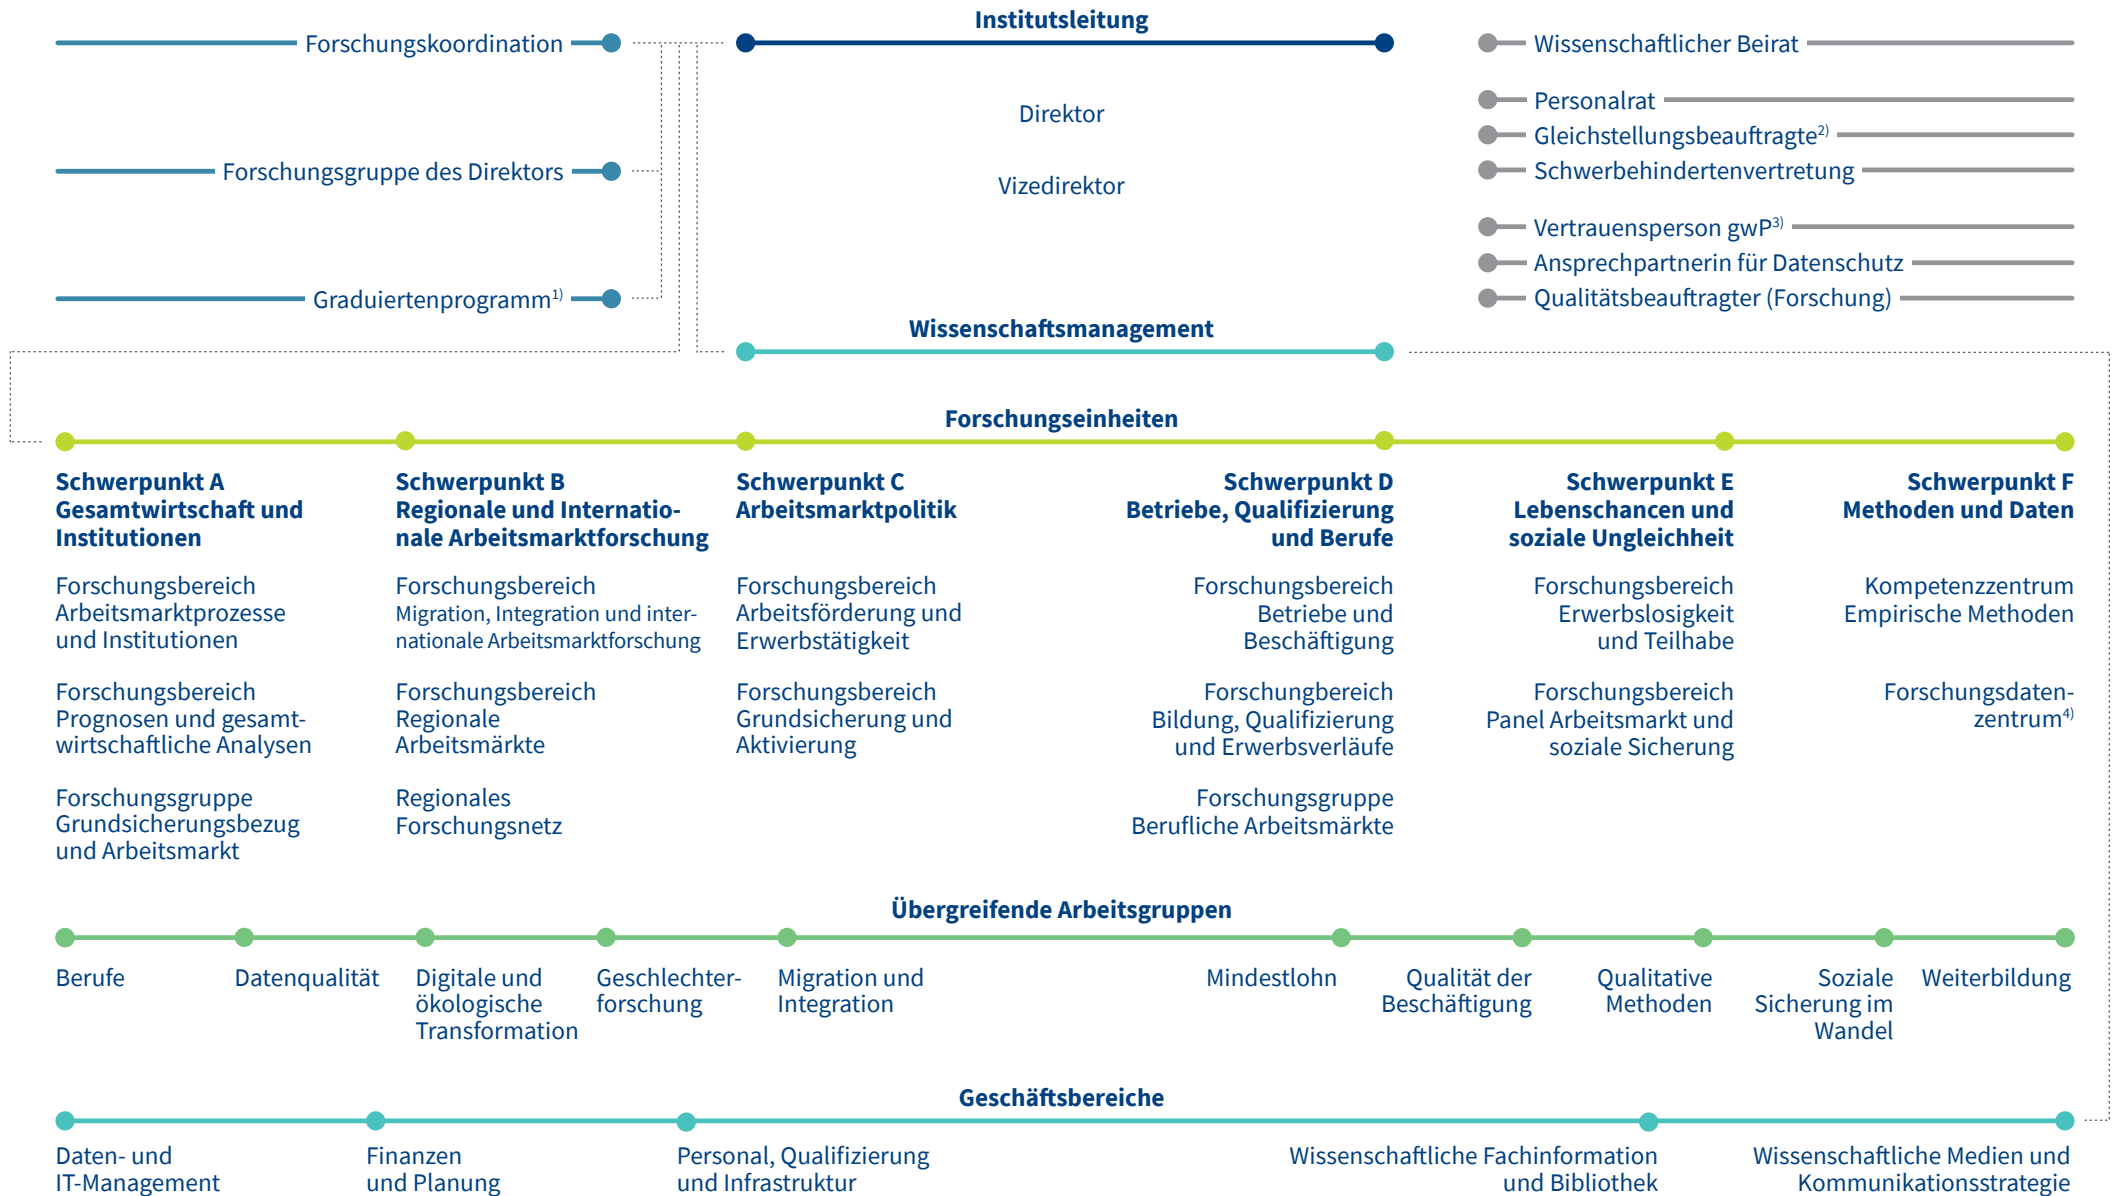 Institutsleitung
Forschungskoordination
Forschungsgruppe des Direktors
Graduiertenprogramm1)
Direktor
Vizedirektor
Wissenschaftlicher Beirat
Personalrat
Gleichstellungsbeauftragte2)
Schwerbehindertenvertretung
Vertrauensperson gwP3)
Ansprechpartnerin für Datenschutz
Qualitätsbeauftragter (Forschung)
Wissenschaftsmanagement
Forschungseinheiten
Schwerpunkt A
Gesamtwirtschaft und
Institutionen
Forschungsbereich
Arbeitsmarktprozesse
und Institutionen
Forschungsbereich
Prognosen und gesamt-
wirtschaftliche Analysen
Forschungsgruppe
Grundsicherungsbezug
und Arbeitsmarkt
Schwerpunkt B
Regionale und Internatio-
nale Arbeitsmarktforschung
Forschungsbereich
Migration, Integration und inter-
nationale Arbeitsmarktforschung
Forschungsbereich
Regionale
Arbeitsmärkte
Regionales
Forschungsnetz
Schwerpunkt C
Arbeitsmarktpolitik
Forschungsbereich
Arbeitsförderung und
Erwerbstätigkeit
Forschungsbereich
Grundsicherung und
Aktivierung
Schwerpunkt D
Betriebe, Qualifizierung
und Berufe
Forschungsbereich
Betriebe und
Beschäftigung
Forschungbereich
Bildung, Qualifizierung
und Erwerbsverläufe
Forschungsgruppe
Berufliche Arbeitsmärkte
Schwerpunkt E
Lebenschancen und
soziale Ungleichheit
Forschungsbereich
Erwerbslosigkeit
und Teilhabe
Forschungsbereich
Panel Arbeitsmarkt und
soziale Sicherung
Schwerpunkt F
Methoden und Daten
Kompetenzzentrum
Empirische Methoden
Forschungsdaten-
zentrum4)
Übergreifende Arbeitsgruppen
Berufe
Datenqualität
Digitale und
ökologische
Transformation
Geschlechter-
forschung
Migration und
Integration
Mindestlohn
Qualität der
Beschäftigung
Qualitative
Methoden
Soziale
Sicherung im
Wandel
Weiterbildung
Geschäftsbereiche
Daten- und
IT-Management
Finanzen
und Planung
Personal, Qualifizierung
und Infrastruktur
Wissenschaftliche Fachinformation
und Bibliothek
Wissenschaftliche Medien und
Kommunikationsstrategie